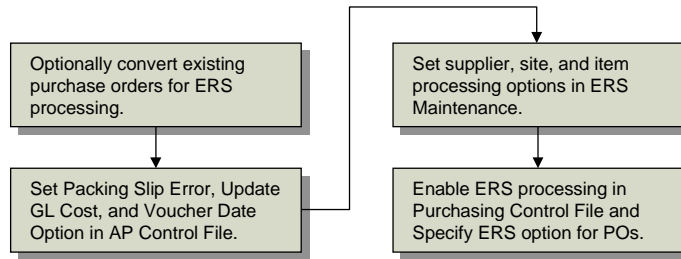 Optionally convert existing
purchase orders for ERS
processing.
Set Packing Slip Error, Update
GL Cost, and Voucher Date
Option in AP Control File.
Set supplier, site, and item
processing options in ERS
Maintenance.
Enable ERS processing in
Purchasing Control File and
Specify ERS option for POs.